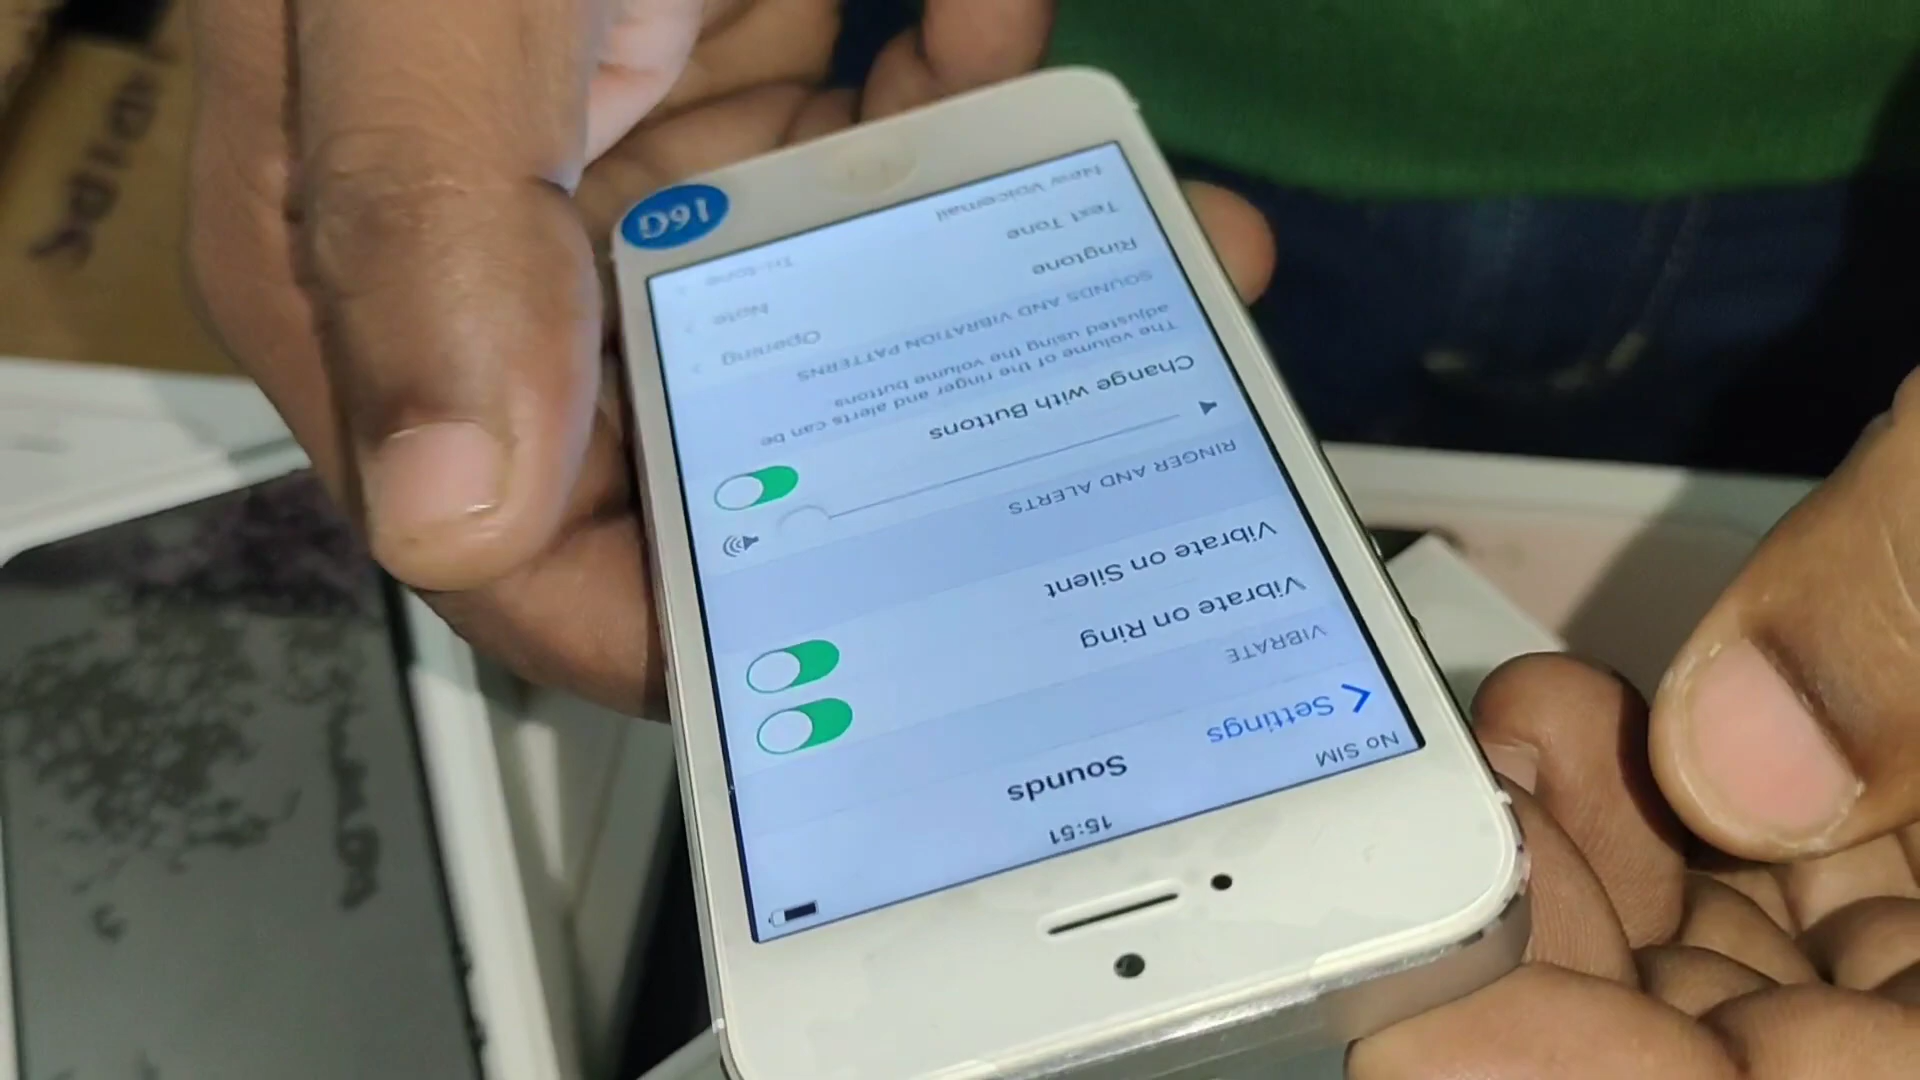 16G
No SIM
15:51
Settings
Sounds
VIBRATE
Vibrate on Ring
Vibrate on Silent
RINGER AND ALERTS
Change with Buttons
The volume of the ringer and alerts can be
adjusted using the volume buttons
SOUNDS AND VIBRATION PATTERNS
Ringtone Opening
Text Tone Note
New Voicemail Tri-tone